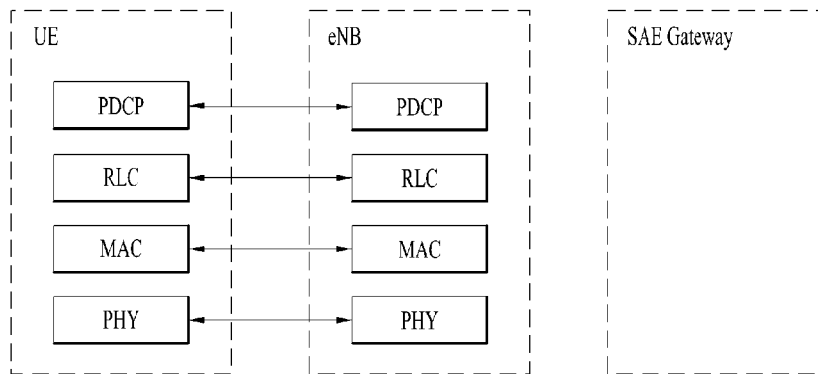 UE eNB SAE Gateway
PDCP PDCP
RLC RLC
MAC MAC
PHY PHY